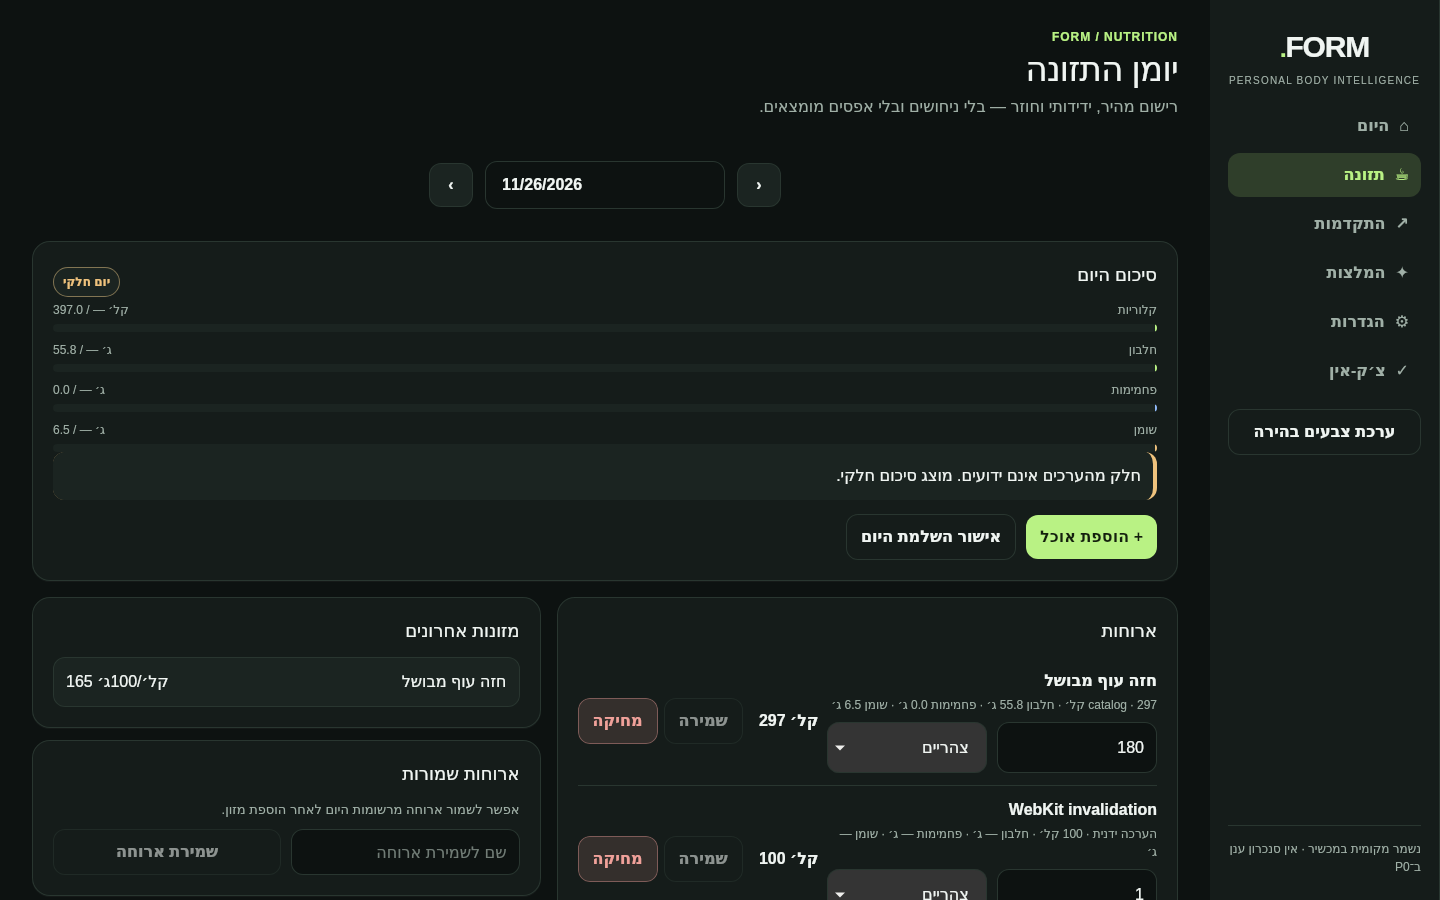 FORM.
PERSONAL BODY INTELLIGENCE
⌂ היום
☕ תזונה
↗ התקדמות
✦ המלצות
⚙ הגדרות
✓ צ׳ק-אין
ערכת צבעים בהירה
נשמר מקומית במכשיר · אין סנכרון ענן
ב־P0
FORM / NUTRITION
יומן התזונה
רישום מהיר, ידידותי וחוזר — בלי ניחושים ובלי אפסים מומצאים.
‹
11/26/2026
›
סיכום היום
יום חלקי
קלוריות
397.0 / — קל׳
חלבון
55.8 / — ג׳
פחמימות
0.0 / — ג׳
שומן
6.5 / — ג׳
חלק מהערכים אינם ידועים. מוצג סיכום חלקי.
+ הוספת אוכל
אישור השלמת היום
ארוחות
חזה עוף מבושל
catalog · 297 קל׳ · חלבון 55.8 ג׳ · פחמימות 0.0 ג׳ · שומן 6.5 ג׳
180
צהריים
297 קל׳
שמירה
מחיקה
WebKit invalidation
הערכה ידנית · 100 קל׳ · חלבון — ג׳ · פחמימות — ג׳ · שומן —
ג׳
1
צהריים
100 קל׳
שמירה
מחיקה
מזונות אחרונים
חזה עוף מבושל
165 קל׳/100ג׳
ארוחות שמורות
אפשר לשמור ארוחה מרשומות היום לאחר הוספת מזון.
שם לשמירת ארוחה
שמירת ארוחה